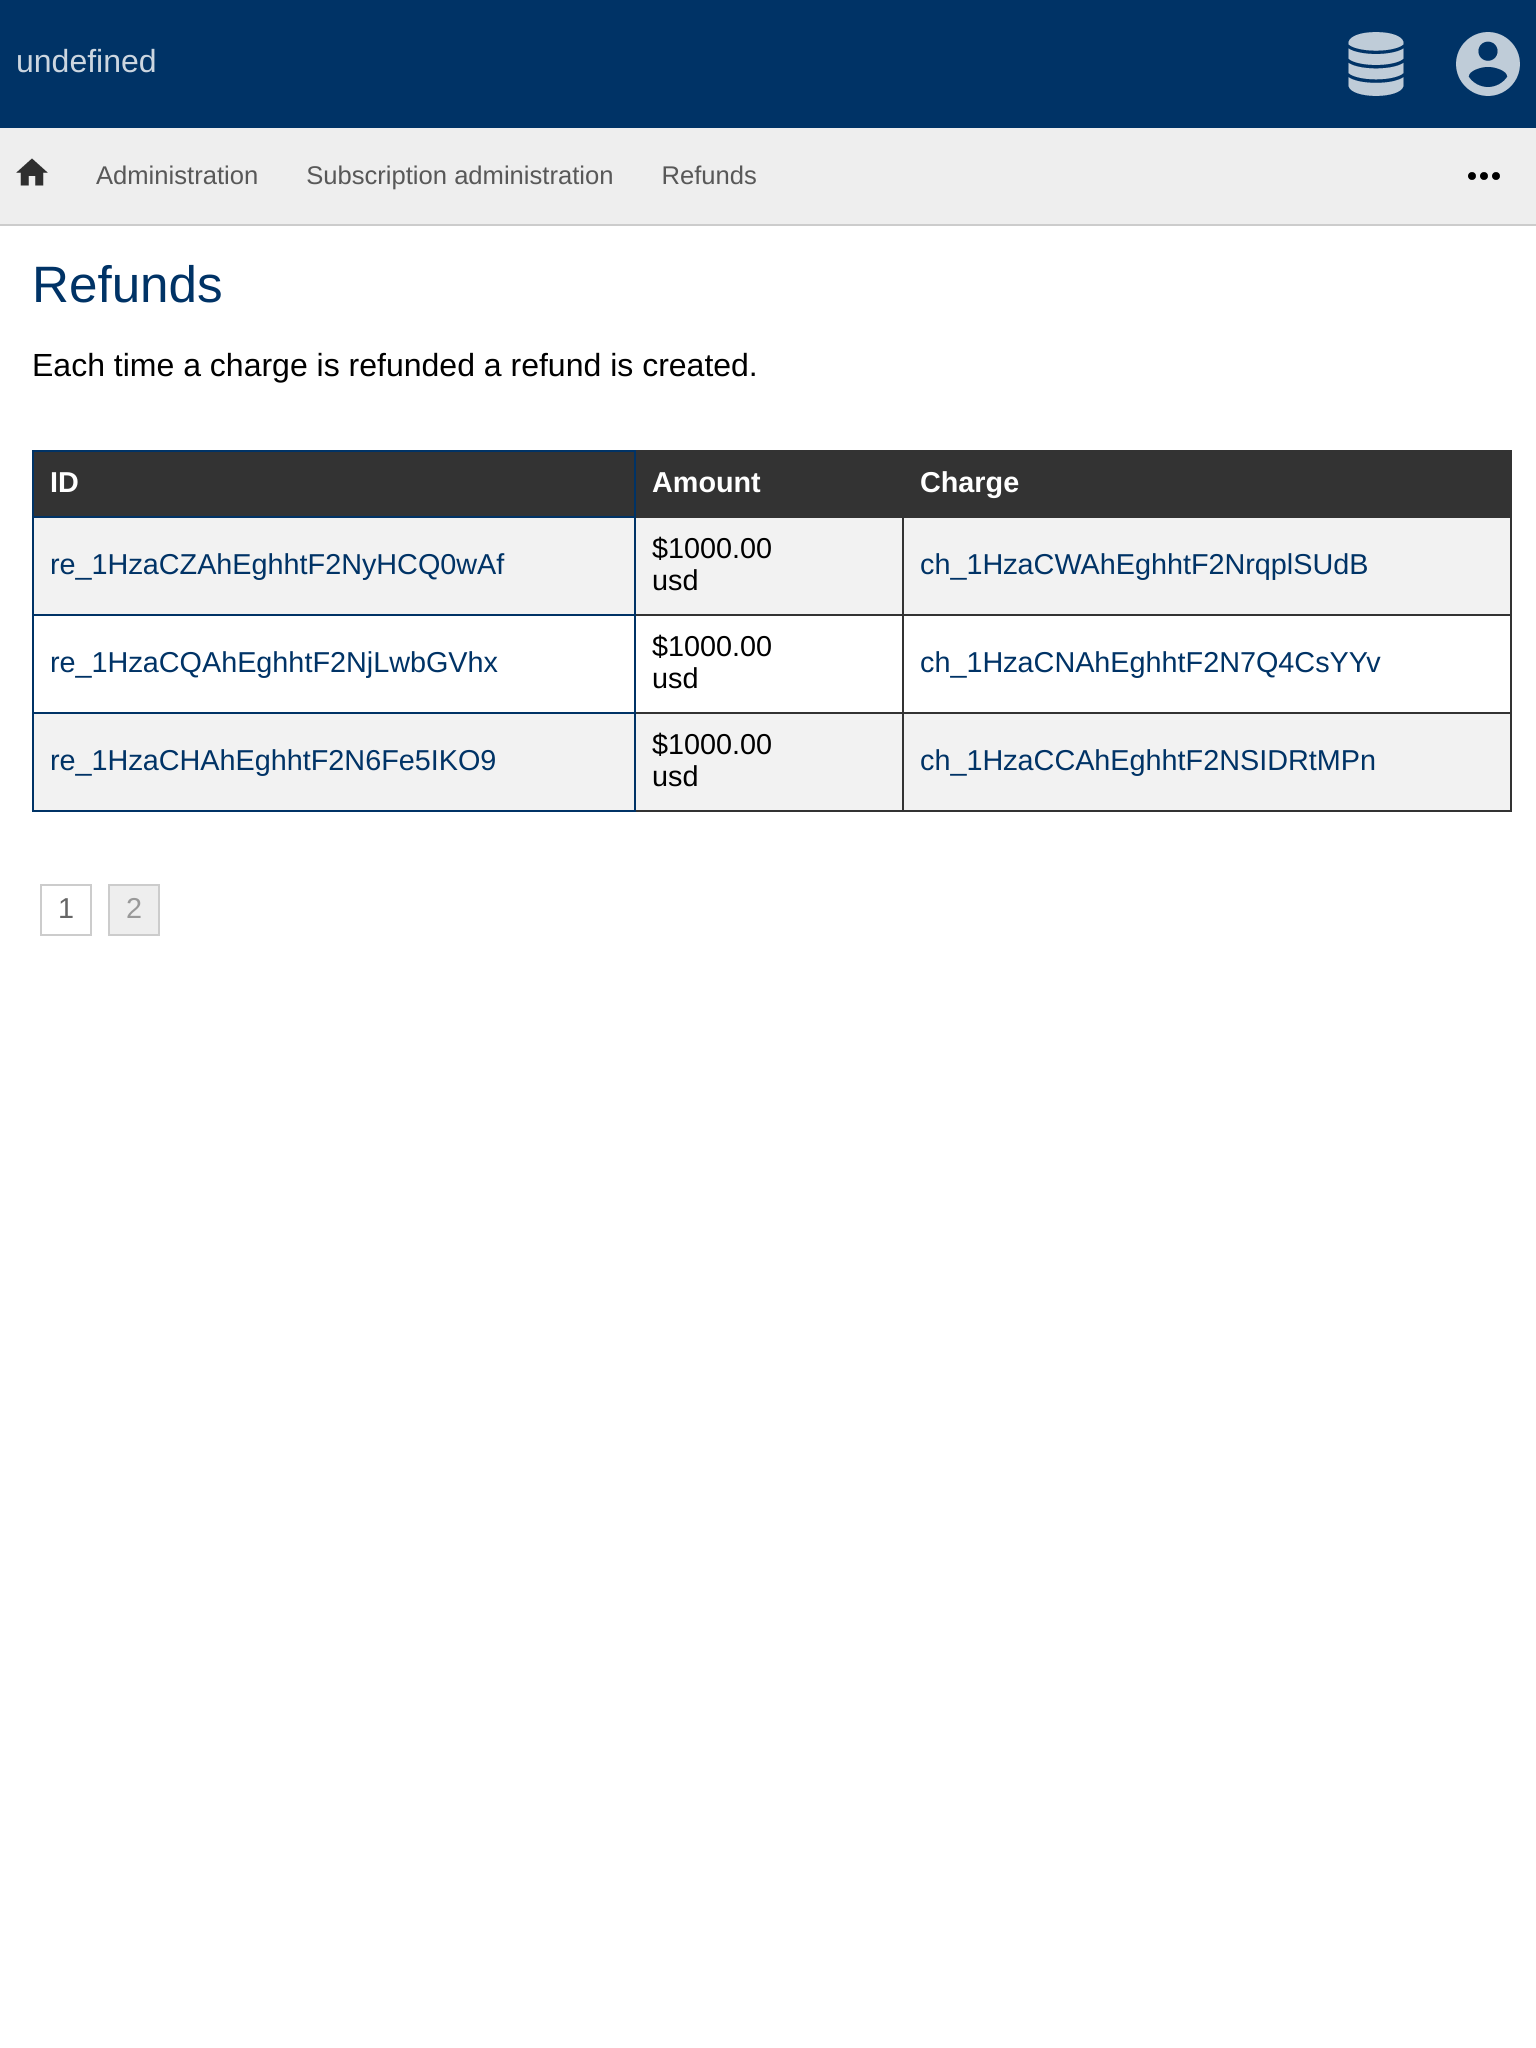 undefined
Administration Subscription administration Refunds
Refunds
Each time a charge is refunded a refund is created.
ID Amount Charge
re_1HzaCZAhEghhtF2NyHCQ0wAf $1000.00 ch_1HzaCWAhEghhtF2NrqplSUdB
usd
re_1HzaCQAhEghhtF2NjLwbGVhx $1000.00 ch_1HzaCNAhEghhtF2N7Q4CsYYv
usd
re_1HzaCHAhEghhtF2N6Fe5IKO9 $1000.00 ch_1HzaCCAhEghhtF2NSIDRtMPn
usd
1 2